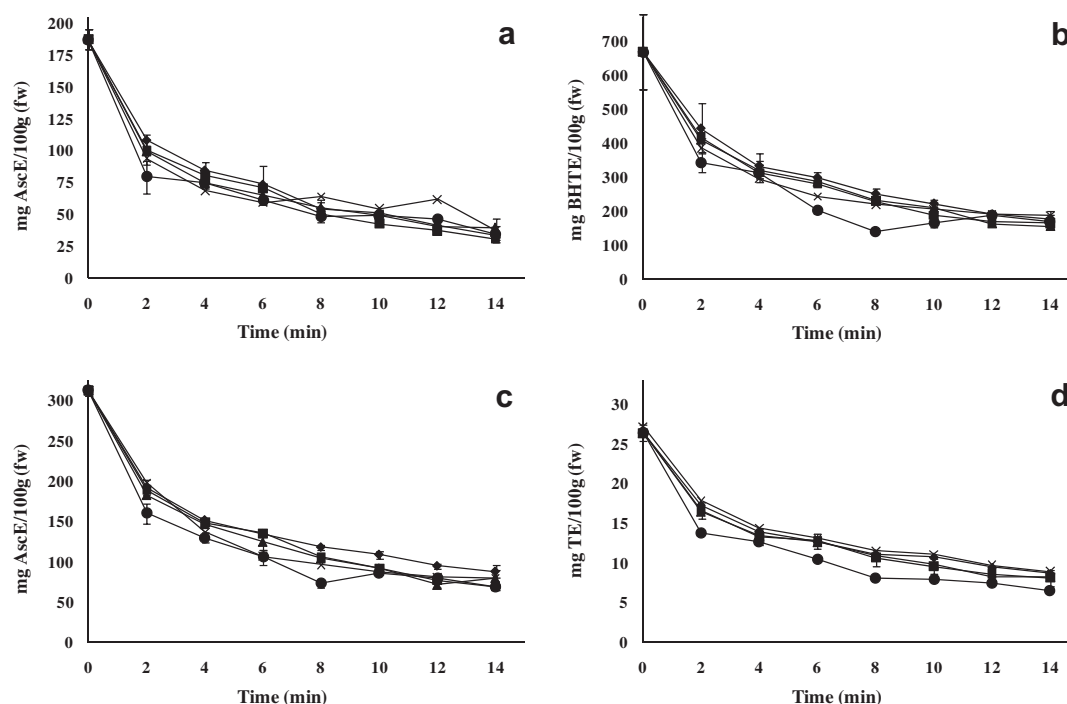 a
mg AscE/100g (fw)
200
175
150
125
100
75
50
25
0
0 2 4 6 8 10 12 14
Time (min)
b
mg BHTE/100g (fw)
700
600
500
400
300
200
100
0
0 2 4 6 8 10 12 14
Time (min)
c
mg AscE/100g (fw)
300
250
200
150
100
50
0
0 2 4 6 8 10 12 14
Time (min)
d
mg TE/100g (fw)
30
25
20
15
10
5
0
0 2 4 6 8 10 12 14
Time (min)